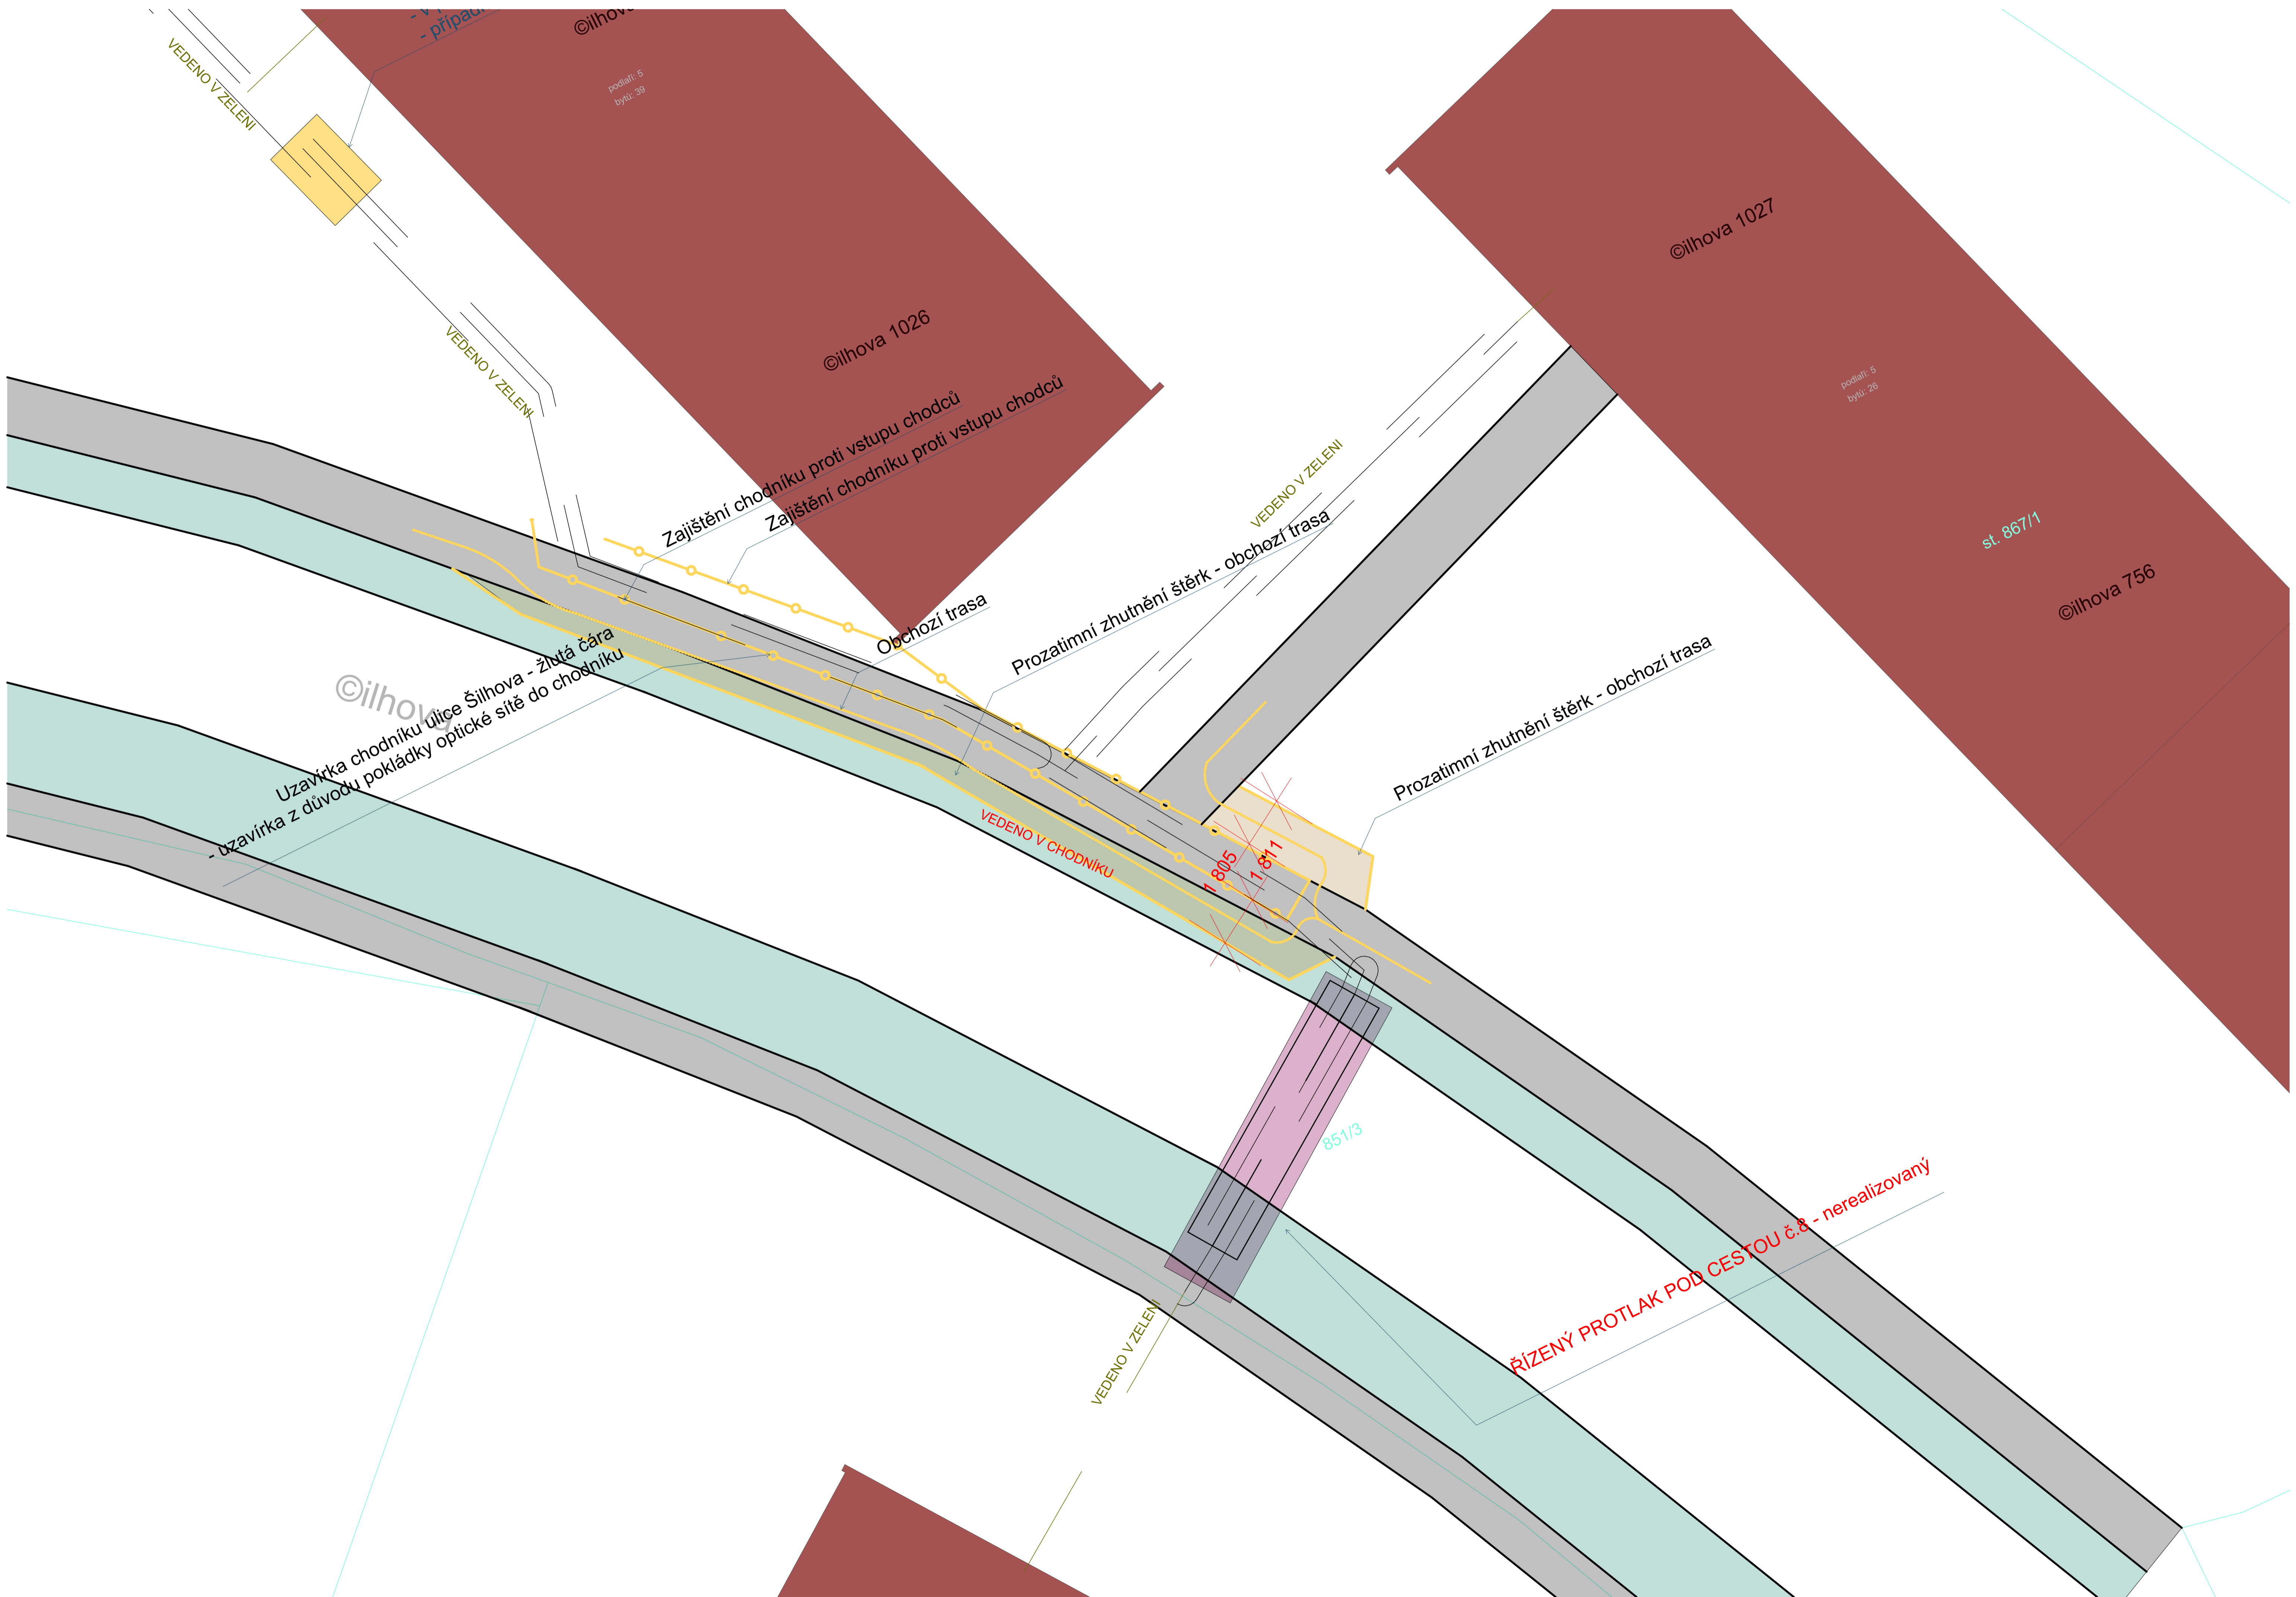 - případ
©ilhov
podlaží: 5
bytů: 39
VEDENO V ZELENI
©ilhova 1027
©ilhova 1026
VEDENO V ZELENI
podlaží: 5
bytů: 26
Zajištění chodníku proti vstupu chodců
Zajištění chodníku proti vstupu chodců
VEDENO V ZELENI
st. 867/1
©ilhova 756
Prozatimní zhutnění štěrk - obchozí trasa
Obchozí trasa
©ilhova
Uzavírka chodníku ulice Šilhova - žlutá čára
- uzavírka z důvodu pokládky optické sítě do chodníku
Prozatimní zhutnění štěrk - obchozí trasa
VEDENO V CHODNÍKU
1 805
1 811
851/3
ŘÍZENÝ PROTLAK POD CESTOU č.8 - nerealizovaný
VEDENO V ZELENI